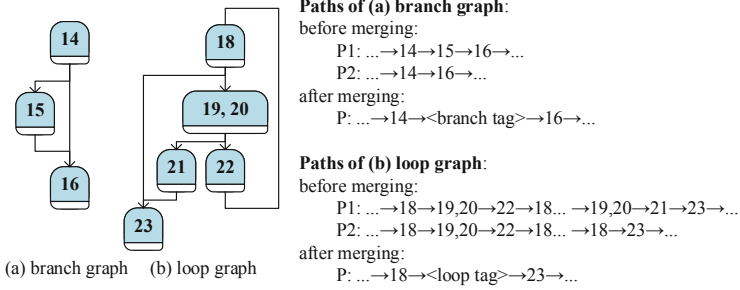 14
15
16
(a) branch graph
18
19, 20
21
22
23
(b) loop graph
Paths of (a) branch graph:
before merging:
P1: ...→14→15→16→...
P2: ...→14→16→...
after merging:
P: ...→14→<branch tag>→16→...
Paths of (b) loop graph:
before merging:
P1: ...→18→19,20→22→18... →19,20→21→23→...
P2: ...→18→19,20→22→18... →18→23→...
after merging:
P: ...→18→<loop tag>→23→...